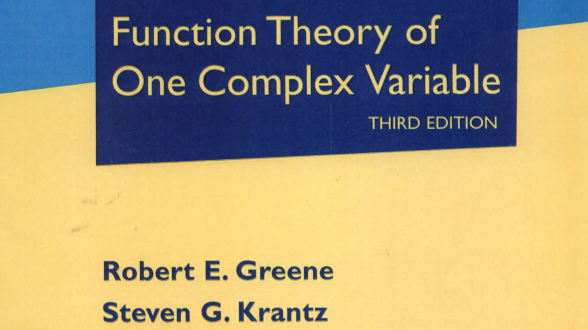 Function Theory of
One Complex Variable
THIRD EDITION
Robert E. Greene
Steven G. Krantz